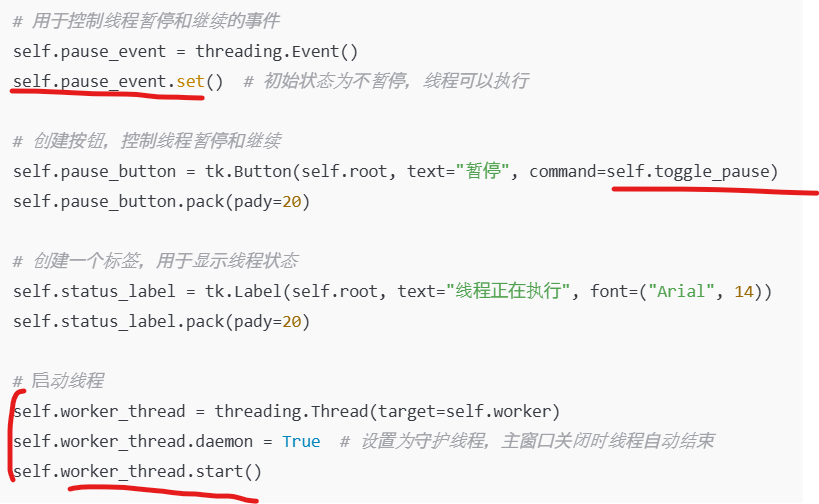 # 用于控制线程暂停和继续的事件
self.pause_event = threading.Event()
self.pause_event.set()  # 初始状态为不暂停，线程可以执行
# 创建按钮，控制线程暂停和继续
self.pause_button = tk.Button(self.root, text="暂停", command=self.toggle_pause)
self.pause_button.pack(pady=20)
# 创建一个标签，用于显示线程状态
self.status_label = tk.Label(self.root, text="线程正在执行", font=("Arial", 14))
self.status_label.pack(pady=20)
# 启动线程
self.worker_thread = threading.Thread(target=self.worker)
self.worker_thread.daemon = True  # 设置为守护线程，主窗口关闭时线程自动结束
self.worker_thread.start()